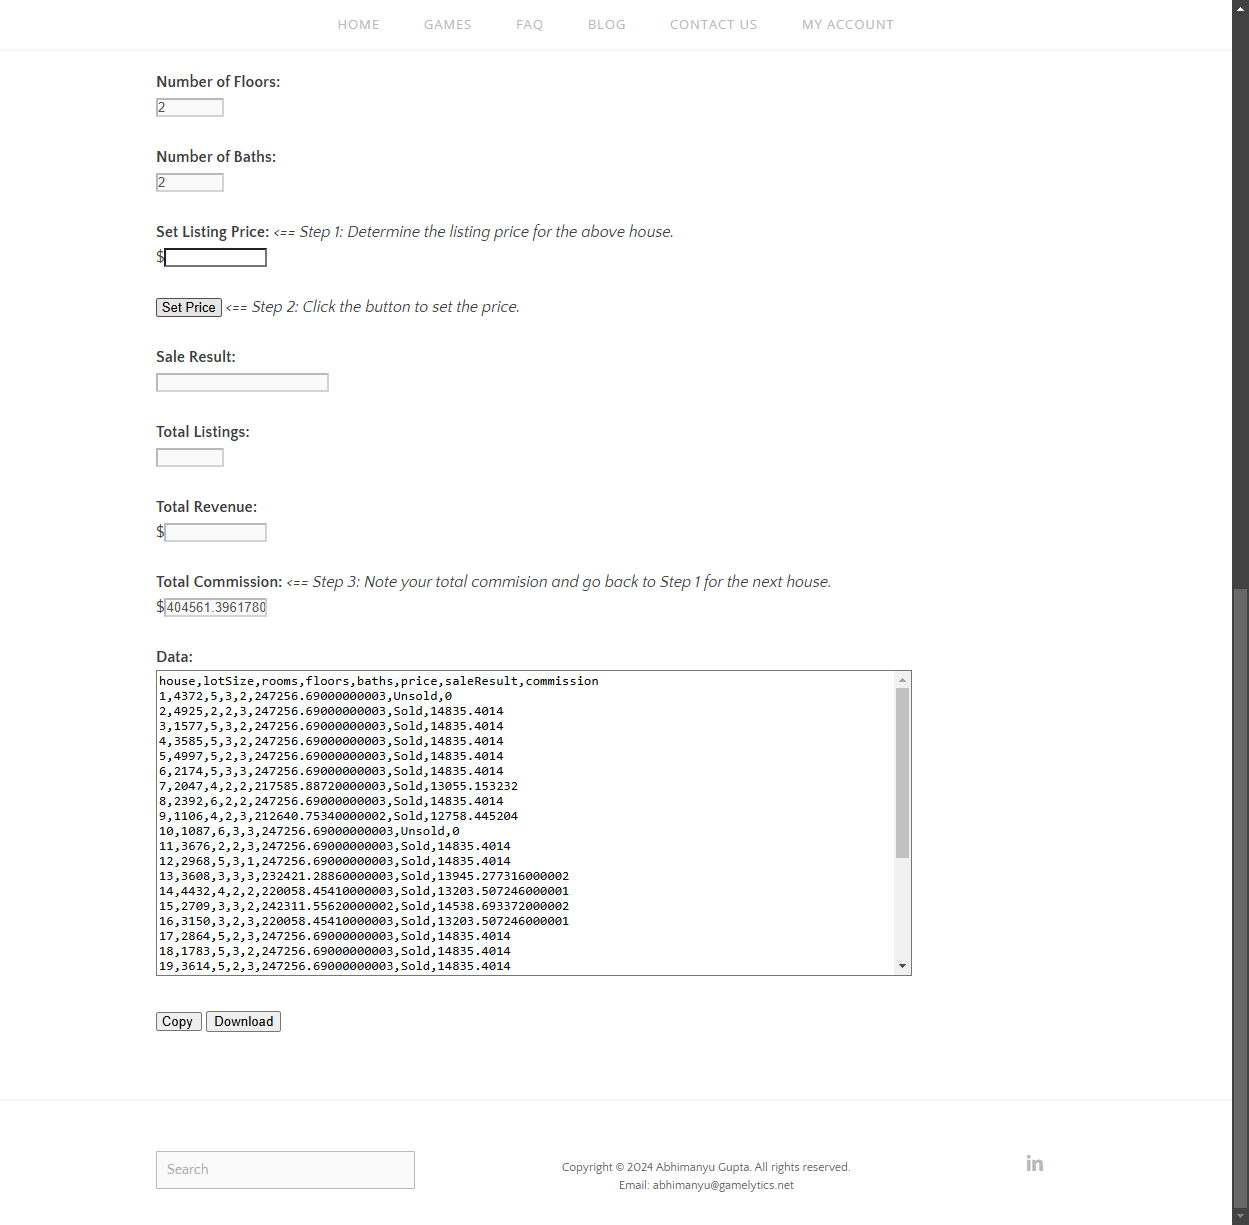 HOME GAMES FAQ BLOG CONTACT US MY ACCOUNT
Number of Floors:
2
Number of Baths:
2
Set Listing Price: <== Step 1: Determine the listing price for the above house.
$
Set Price <== Step 2: Click the button to set the price.
Sale Result:
Total Listings:
Total Revenue:
$
Total Commission: <== Step 3: Note your total commision and go back to Step 1 for the next house.
$404561.3961780
Data:
house,lotSize,rooms,floors,baths,price,saleResult,commission
1,4372,5,3,2,247256.69000000003,Unsold,0
2,4925,2,2,3,247256.69000000003,Sold,14835.4014
3,1577,5,3,2,247256.69000000003,Sold,14835.4014
4,3585,5,3,2,247256.69000000003,Sold,14835.4014
5,4997,5,2,3,247256.69000000003,Sold,14835.4014
6,2174,5,3,3,247256.69000000003,Sold,14835.4014
7,2047,4,2,2,217585.88720000003,Sold,13055.153232
8,2392,6,2,2,247256.69000000003,Sold,14835.4014
9,1106,4,2,3,212640.75340000002,Sold,12758.445204
10,1087,6,3,3,247256.69000000003,Unsold,0
11,3676,2,2,3,247256.69000000003,Sold,14835.4014
12,2968,5,3,1,247256.69000000003,Sold,14835.4014
13,3608,3,3,3,232421.28860000003,Sold,13945.277316000002
14,4432,4,2,2,220058.45410000003,Sold,13203.507246000001
15,2709,3,3,2,242311.55620000002,Sold,14538.693372000002
16,3150,3,2,3,220058.45410000003,Sold,13203.507246000001
17,2864,5,2,3,247256.69000000003,Sold,14835.4014
18,1783,5,3,2,247256.69000000003,Sold,14835.4014
19,3614,5,2,3,247256.69000000003,Sold,14835.4014
Copy Download
Search
Copyright © 2024 Abhimanyu Gupta. All rights reserved.
Email: abhimanyu@gamelytics.net
in